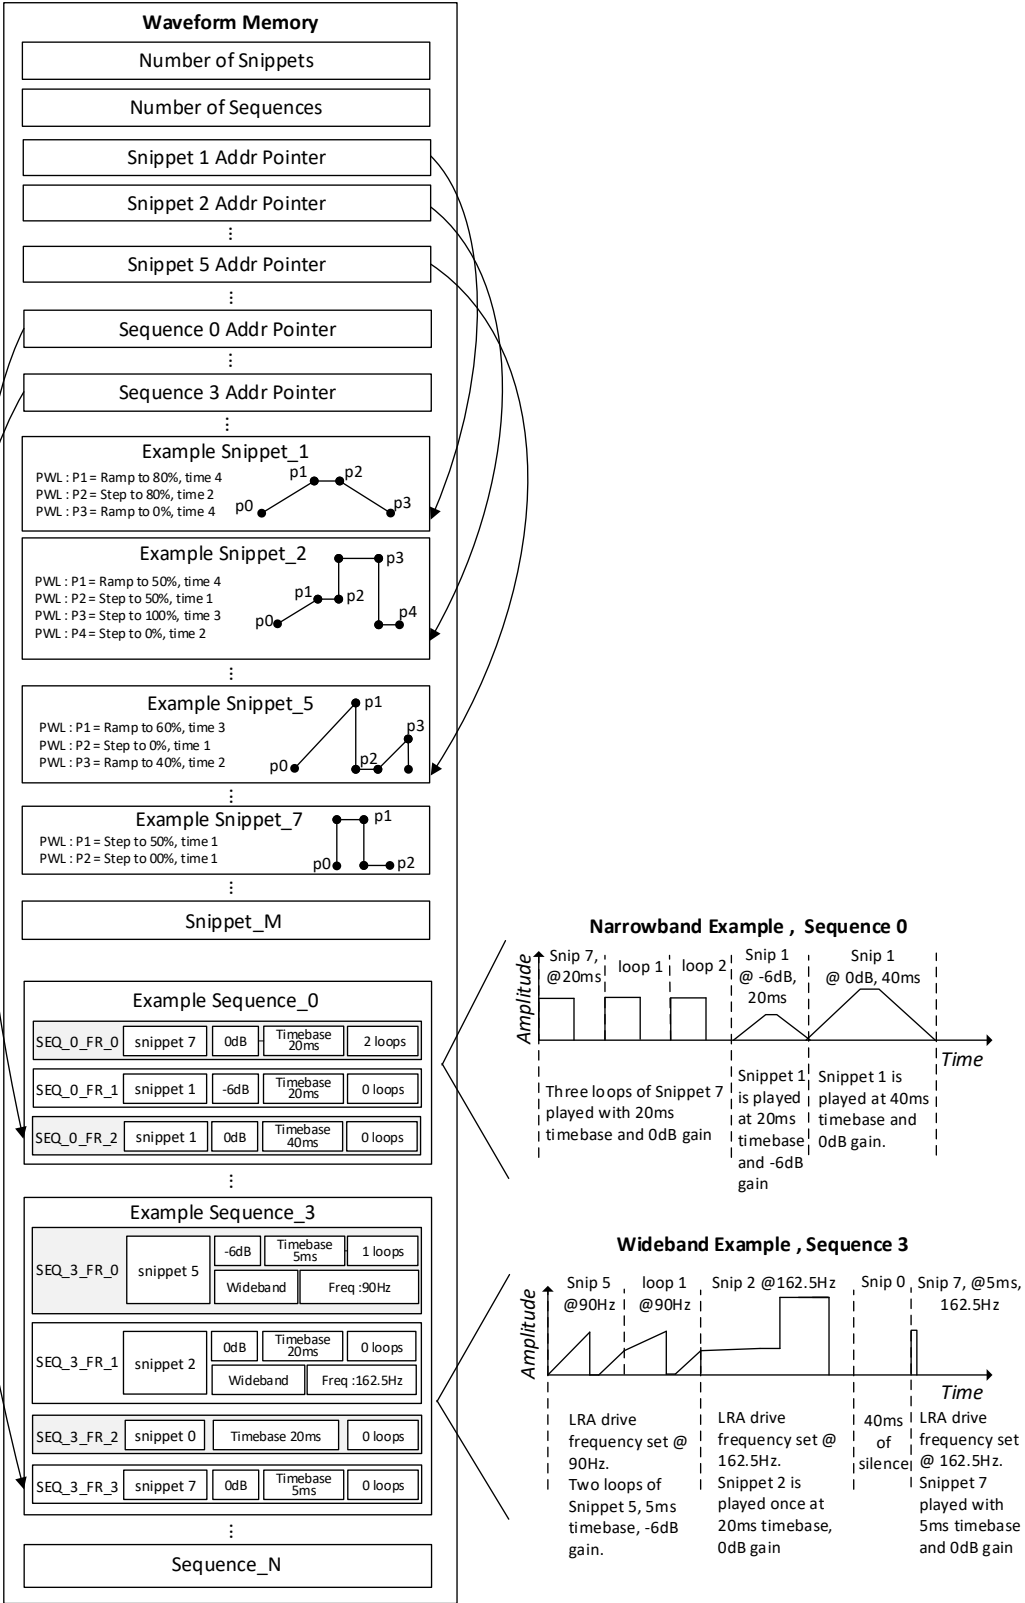 Waveform Memory
Number of Snippets
Number of Sequences
Snippet 1 Addr Pointer
Snippet 2 Addr Pointer
⋮
Snippet 5 Addr Pointer
⋮
Sequence 0 Addr Pointer
⋮
Sequence 3 Addr Pointer
⋮
Example Snippet_1
PWL : P1 = Ramp to 80%, time 4
PWL : P2 = Step to 80%, time 2
PWL : P3 = Ramp to 0%, time 4
p0
p1
p2
p3
Example Snippet_2
PWL : P1 = Ramp to 50%, time 4
PWL : P2 = Step to 50%, time 1
PWL : P3 = Step to 100%, time 3
PWL : P4 = Step to 0%, time 2
p0
p1
p2
p3
p4
⋮
Example Snippet_5
PWL : P1 = Ramp to 60%, time 3
PWL : P2 = Step to 0%, time 1
PWL : P3 = Ramp to 40%, time 2
p0
p1
p2
p3
⋮
Example Snippet_7
PWL : P1 = Step to 50%, time 1
PWL : P2 = Step to 00%, time 1
p0
p1
p2
⋮
Snippet_M
Example Sequence_0
SEQ_0_FR_0 snippet 7 0dB Timebase 20ms 2 loops
SEQ_0_FR_1 snippet 1 -6dB Timebase 20ms 0 loops
SEQ_0_FR_2 snippet 1 0dB Timebase 40ms 0 loops
⋮
Example Sequence_3
SEQ_3_FR_0 snippet 5 -6dB Timebase 5ms 1 loops
Wideband Freq :90Hz
SEQ_3_FR_1 snippet 2 0dB Timebase 20ms 0 loops
Wideband Freq :162.5Hz
SEQ_3_FR_2 snippet 0 Timebase 20ms 0 loops
SEQ_3_FR_3 snippet 7 0dB Timebase 5ms 0 loops
⋮
Sequence_N
Narrowband Example , Sequence 0
Amplitude
Snip 7,
@20ms
loop 1
loop 2
Snip 1
@ -6dB,
20ms
Snip 1
@ 0dB, 40ms
Time
Three loops of Snippet 7
played with 20ms
timebase and 0dB gain
Snippet 1
is played
at 20ms
timebase
and -6dB
gain
Snippet 1 is
played at 40ms
timebase and
0dB gain.
Wideband Example , Sequence 3
Amplitude
Snip 5
@90Hz
loop 1
@90Hz
Snip 2 @162.5Hz
Snip 0
Snip 7, @5ms,
162.5Hz
Time
LRA drive
frequency set @
90Hz.
Two loops of
Snippet 5, 5ms
timebase, -6dB
gain.
LRA drive
frequency set @
162.5Hz.
Snippet 2 is
played once at
20ms timebase,
0dB gain
40ms
of
silence
LRA drive
frequency set
@ 162.5Hz.
Snippet 7
played with
5ms timebase
and 0dB gain